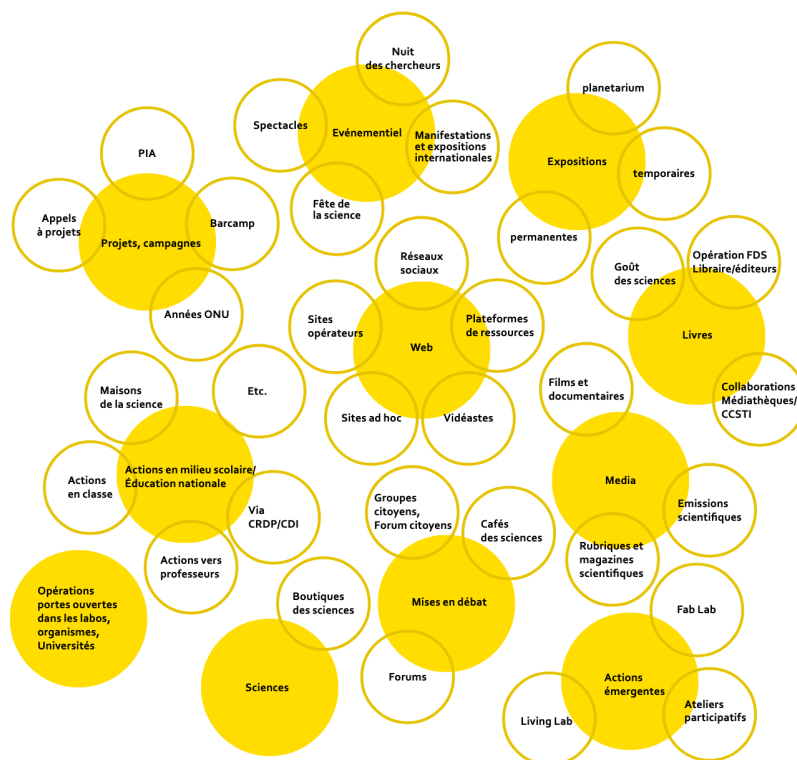 Nuit
des chercheurs
Spectacles
Evénementiel
Manifestations
et expositions
internationales
Fête de
la science
planetarium
Expositions
temporaires
permanentes
PIA
Appels
à projets
Projets, campagnes
Barcamp
Années ONU
Réseaux
sociaux
Sites
opérateurs
Web
Plateformes
de ressources
Sites ad hoc
Vidéastes
Goût
des sciences
Opération FDS
Libraire/éditeurs
Livres
Collaborations
Médiathèques/
CCSTI
Maisons
de la science
Etc.
Actions en milieu scolaire/
Éducation nationale
Actions
en classe
Via
CRDP/CDI
Actions vers
professeurs
Films et
documentaires
Media
Emissions
scientifiques
Rubriques et
magazines
scientifiques
Groupes
citoyens,
Forum citoyens
Cafés
des sciences
Mises en débat
Forums
Opérations
portes ouvertes
dans les labos,
organismes,
Universités
Boutiques
des sciences
Sciences
Fab Lab
Actions
émergentes
Living Lab
Ateliers
participatifs